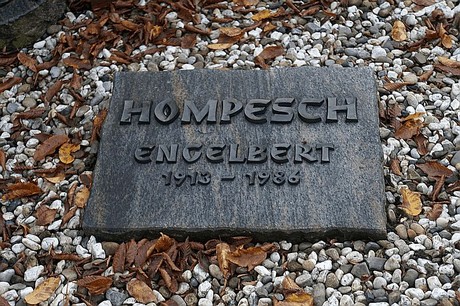 HOMPESCH
ENGELBERT
1913 - 1986